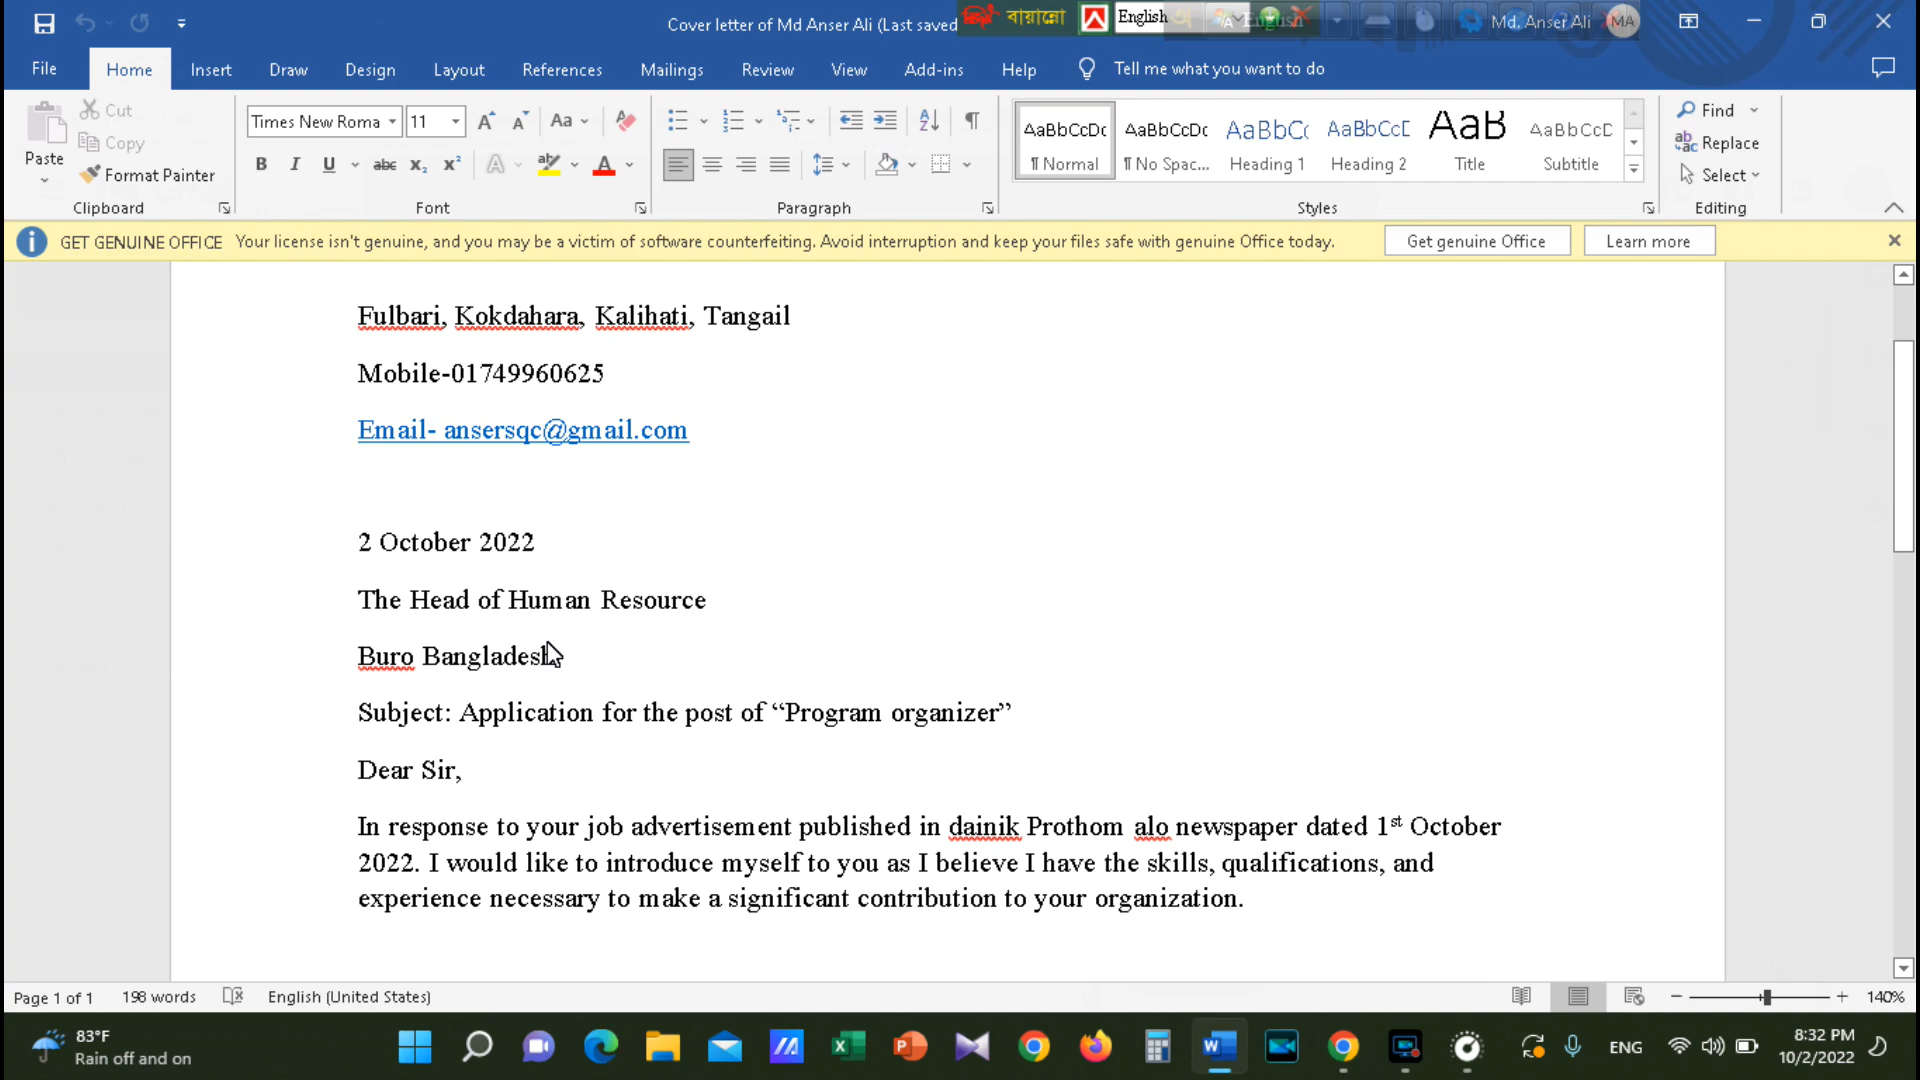 Cover letter of Md Anser Ali (Last saved
বায়ান্নো
English
Md. Anser Ali
MA
File
Home
Insert
Draw
Design
Layout
References
Mailings
Review
View
Add-ins
Help
Tell me what you want to do
Paste
Cut
Copy
Format Painter
Clipboard
Times New Roma
11
Font
Paragraph
AaBbCcDc
¶ Normal
AaBbCcDc
¶ No Spac...
AaBbCc
Heading 1
AaBbCcD
Heading 2
AaB
Title
AaBbCcD
Subtitle
Styles
Find
Replace
Select
Editing
GET GENUINE OFFICE Your license isn't genuine, and you may be a victim of software counterfeiting. Avoid interruption and keep your files safe with genuine Office today.
Get genuine Office
Learn more
Fulbari, Kokdahara, Kalihati, Tangail
Mobile-01749960625
Email- ansersqc@gmail.com
2 October 2022
The Head of Human Resource
Buro Bangladesh
Subject: Application for the post of “Program organizer”
Dear Sir,
In response to your job advertisement published in dainik Prothom alo newspaper dated 1st October
2022. I would like to introduce myself to you as I believe I have the skills, qualifications, and
experience necessary to make a significant contribution to your organization.
Page 1 of 1
198 words
English (United States)
140%
83°F
Rain off and on
ENG
8:32 PM
10/2/2022